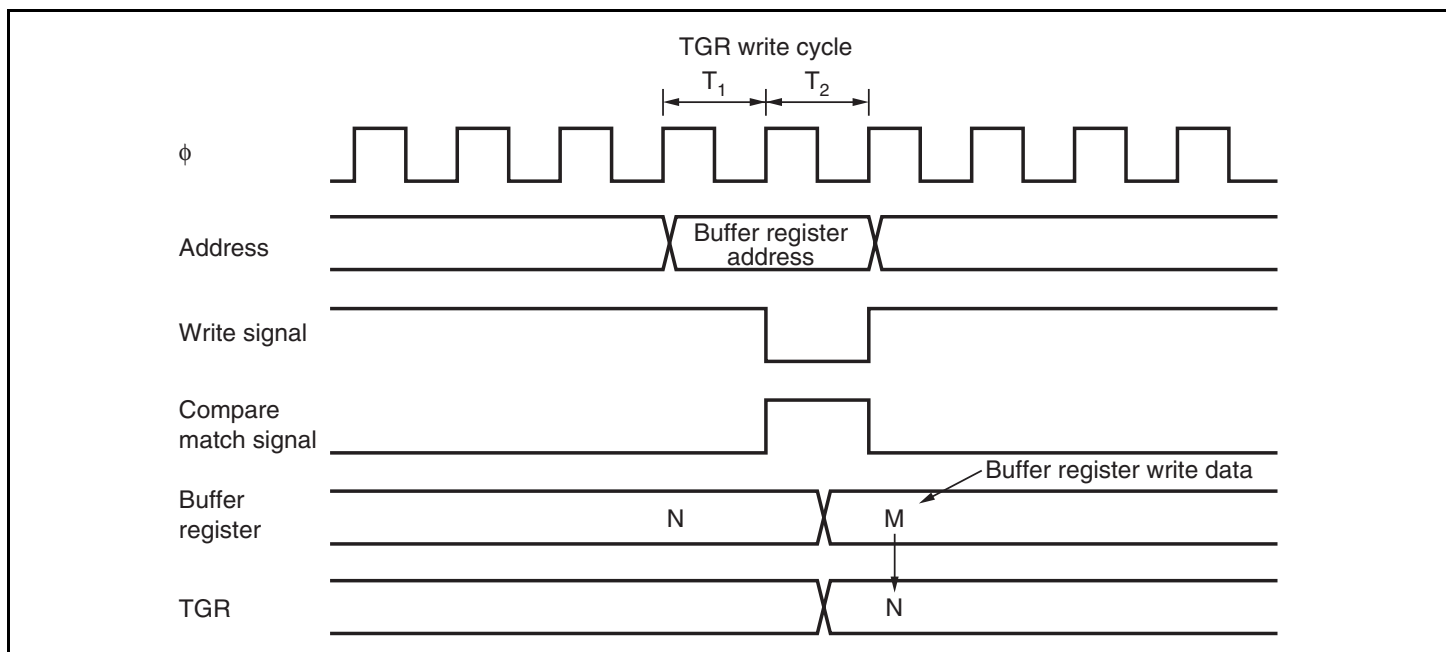 TGR write cycle
T1 T2
ϕ
Address
Buffer register
address
Write signal
Compare
match signal
Buffer register write data
Buffer
register
N
M
TGR
N